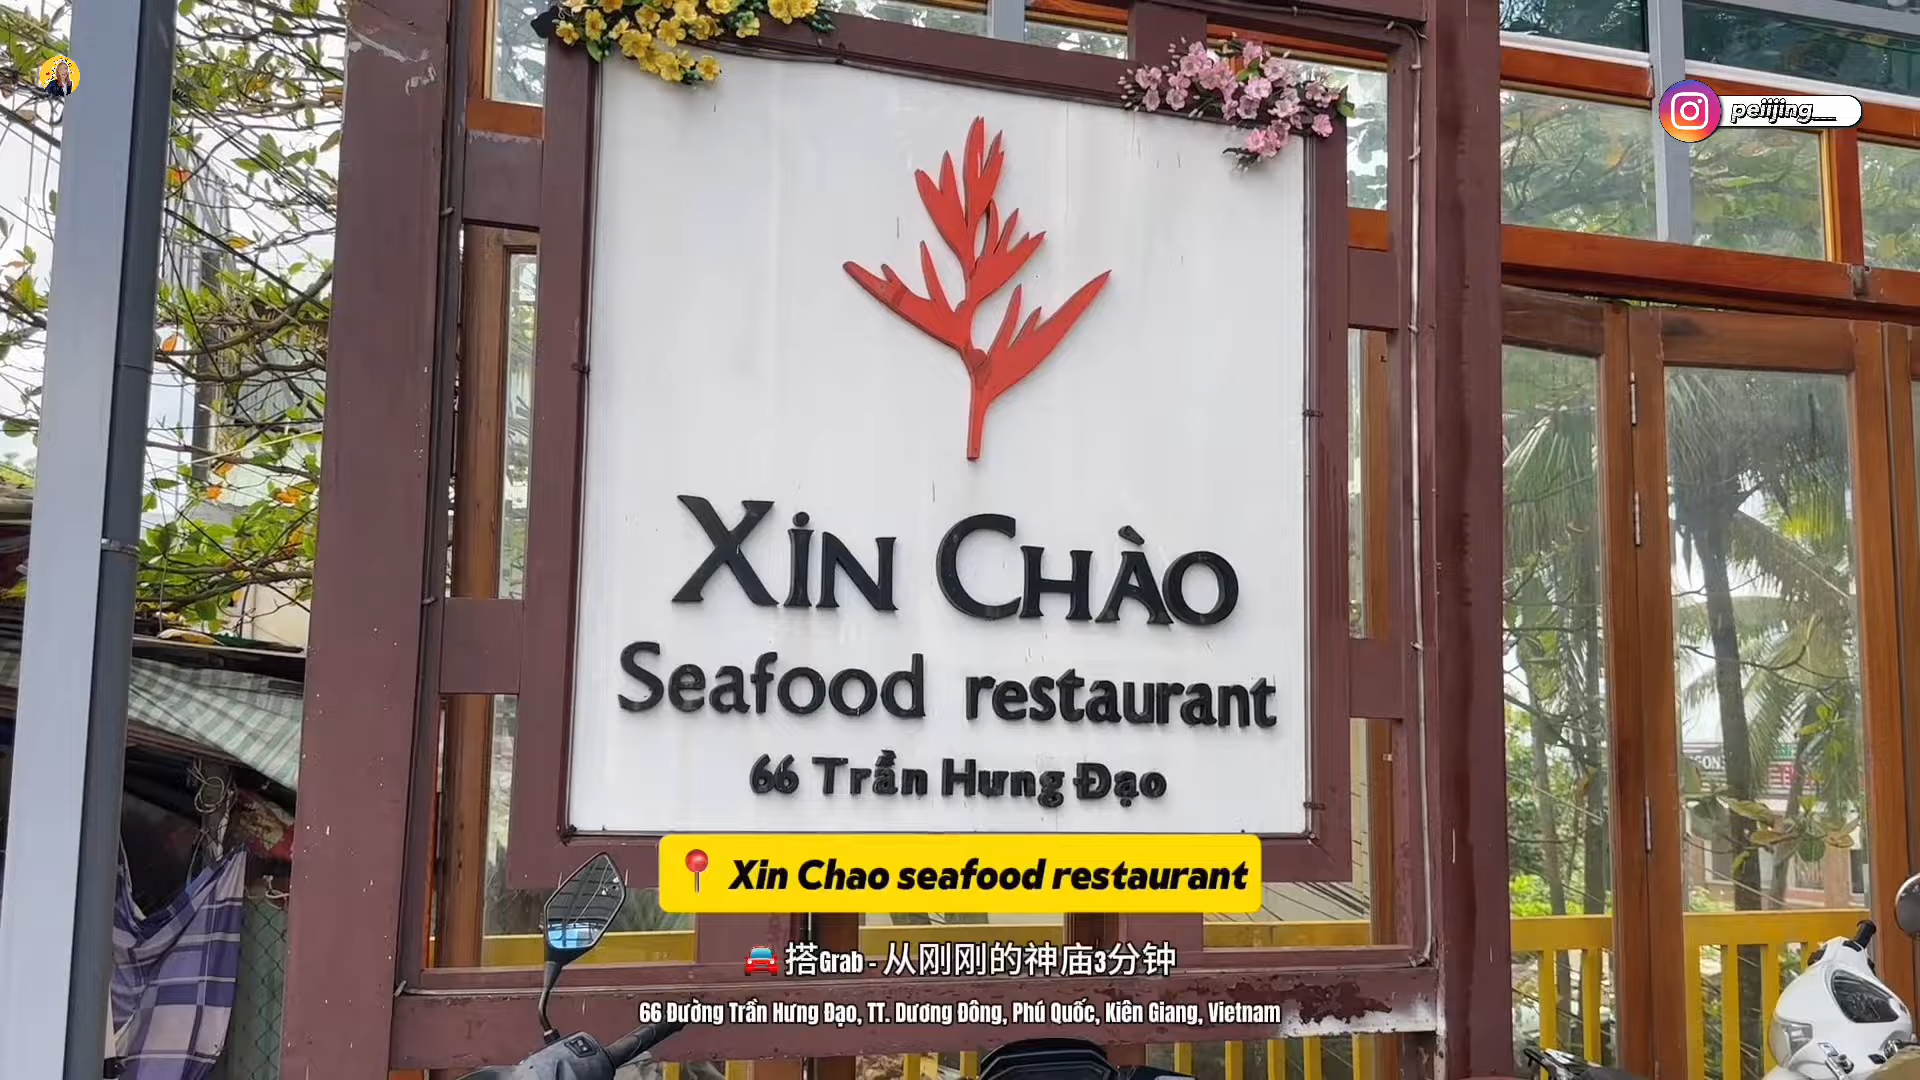 peiijing__
Xin Chào
Seafood restaurant
66 Trần Hưng Đạo
Xin Chao seafood restaurant
搭Grab - 从刚刚的神庙3分钟
66 Đường Trần Hưng Đạo, TT. Dương Đông, Phú Quốc, Kiên Giang, Vietnam